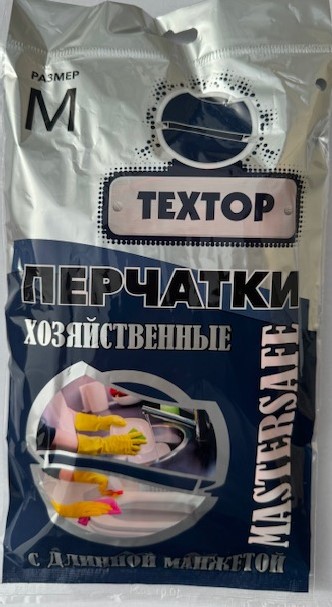 РАЗМЕР
M
ТЕХТОР
ПЕРЧАТКИ
ХОЗЯЙСТВЕННЫЕ
MASTERSAFE
С ДЛИННОЙ МАНЖЕТОЙ